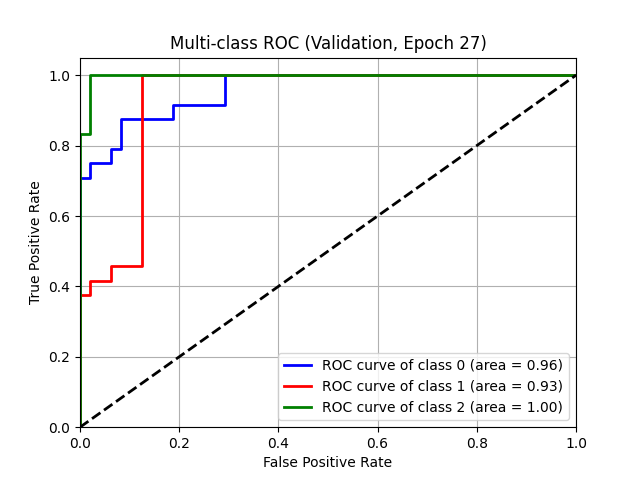 Multi-class ROC (Validation, Epoch 27)
True Positive Rate
1.0
0.8
0.6
0.4
0.2
0.0
ROC curve of class 0 (area = 0.96)
ROC curve of class 1 (area = 0.93)
ROC curve of class 2 (area = 1.00)
0.0 0.2 0.4 0.6 0.8 1.0
False Positive Rate